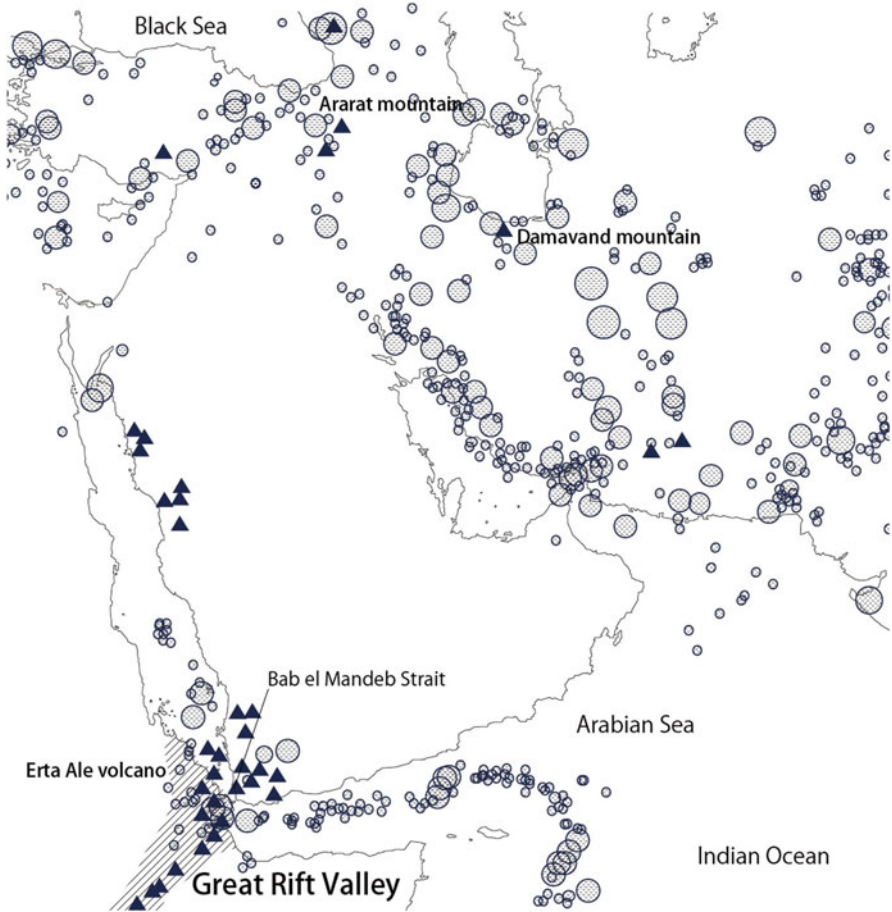 Black Sea
Ararat mountain
Damavand mountain
Bab el Mandeb Strait
Arabian Sea
Erta Ale volcano
Indian Ocean
Great Rift Valley